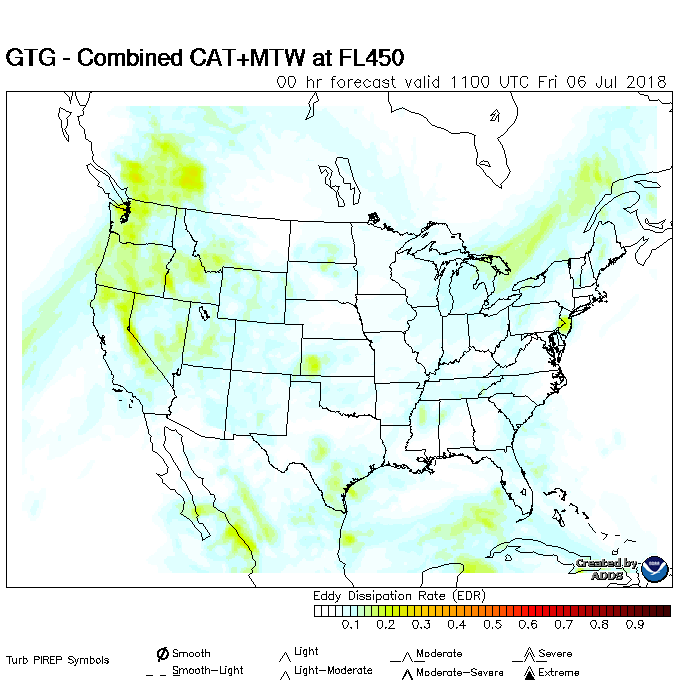 GTG - Combined CAT+MTW at FL450
00 hr forecast valid 1100 UTC Fri 06 Jul 2018
Created by
ADDS
Eddy Dissipation Rate (EDR)
0.1 0.2 0.3 0.4 0.5 0.6 0.7 0.8 0.9
Turb PIREP Symbols
Smooth Light Moderate Severe
Smooth-Light Light-Moderate Moderate-Severe Extreme